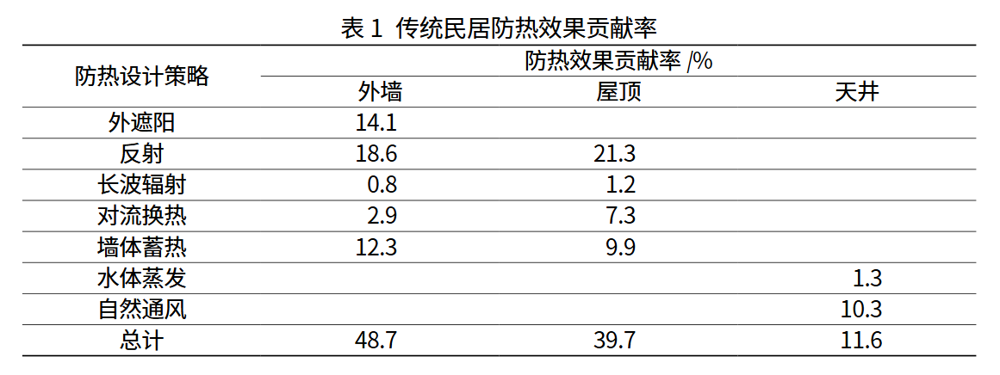 表 1 传统民居防热效果贡献率
防热设计策略 防热效果贡献率 /%
外墙 屋顶 天井
外遮阳 14.1
反射 18.6 21.3
长波辐射 0.8 1.2
对流换热 2.9 7.3
墙体蓄热 12.3 9.9
水体蒸发 1.3
自然通风 10.3
总计 48.7 39.7 11.6